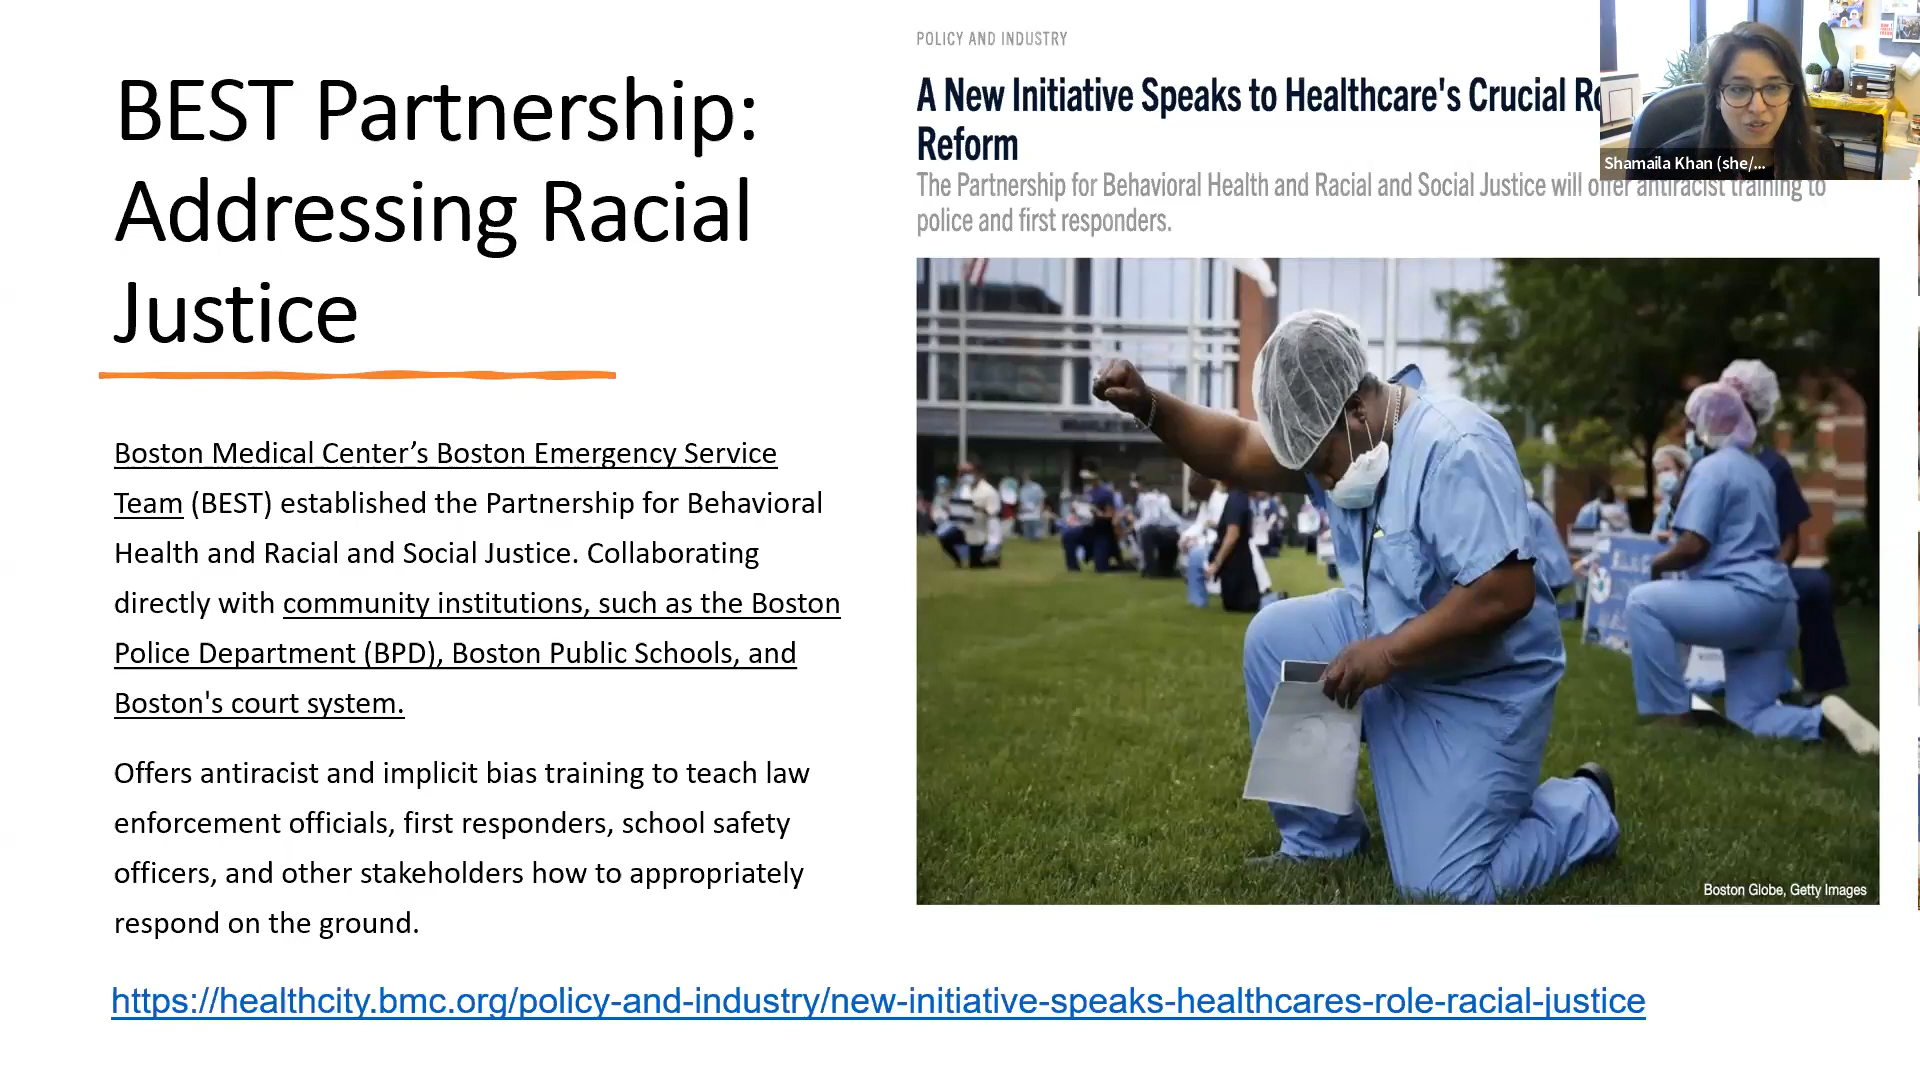 BEST Partnership:
Addressing Racial
Justice
Boston Medical Center’s Boston Emergency Service
Team (BEST) established the Partnership for Behavioral
Health and Racial and Social Justice. Collaborating
directly with community institutions, such as the Boston
Police Department (BPD), Boston Public Schools, and
Boston's court system.
Offers antiracist and implicit bias training to teach law
enforcement officials, first responders, school safety
officers, and other stakeholders how to appropriately
respond on the ground.
https://healthcity.bmc.org/policy-and-industry/new-initiative-speaks-healthcares-role-racial-justice
POLICY AND INDUSTRY
A New Initiative Speaks to Healthcare's Crucial
Reform
The Partnership for Behavioral Health and Racial and Social Justice will offer antiracist training to
police and first responders.
Shamaila Khan (she/...
Boston Globe, Getty Images